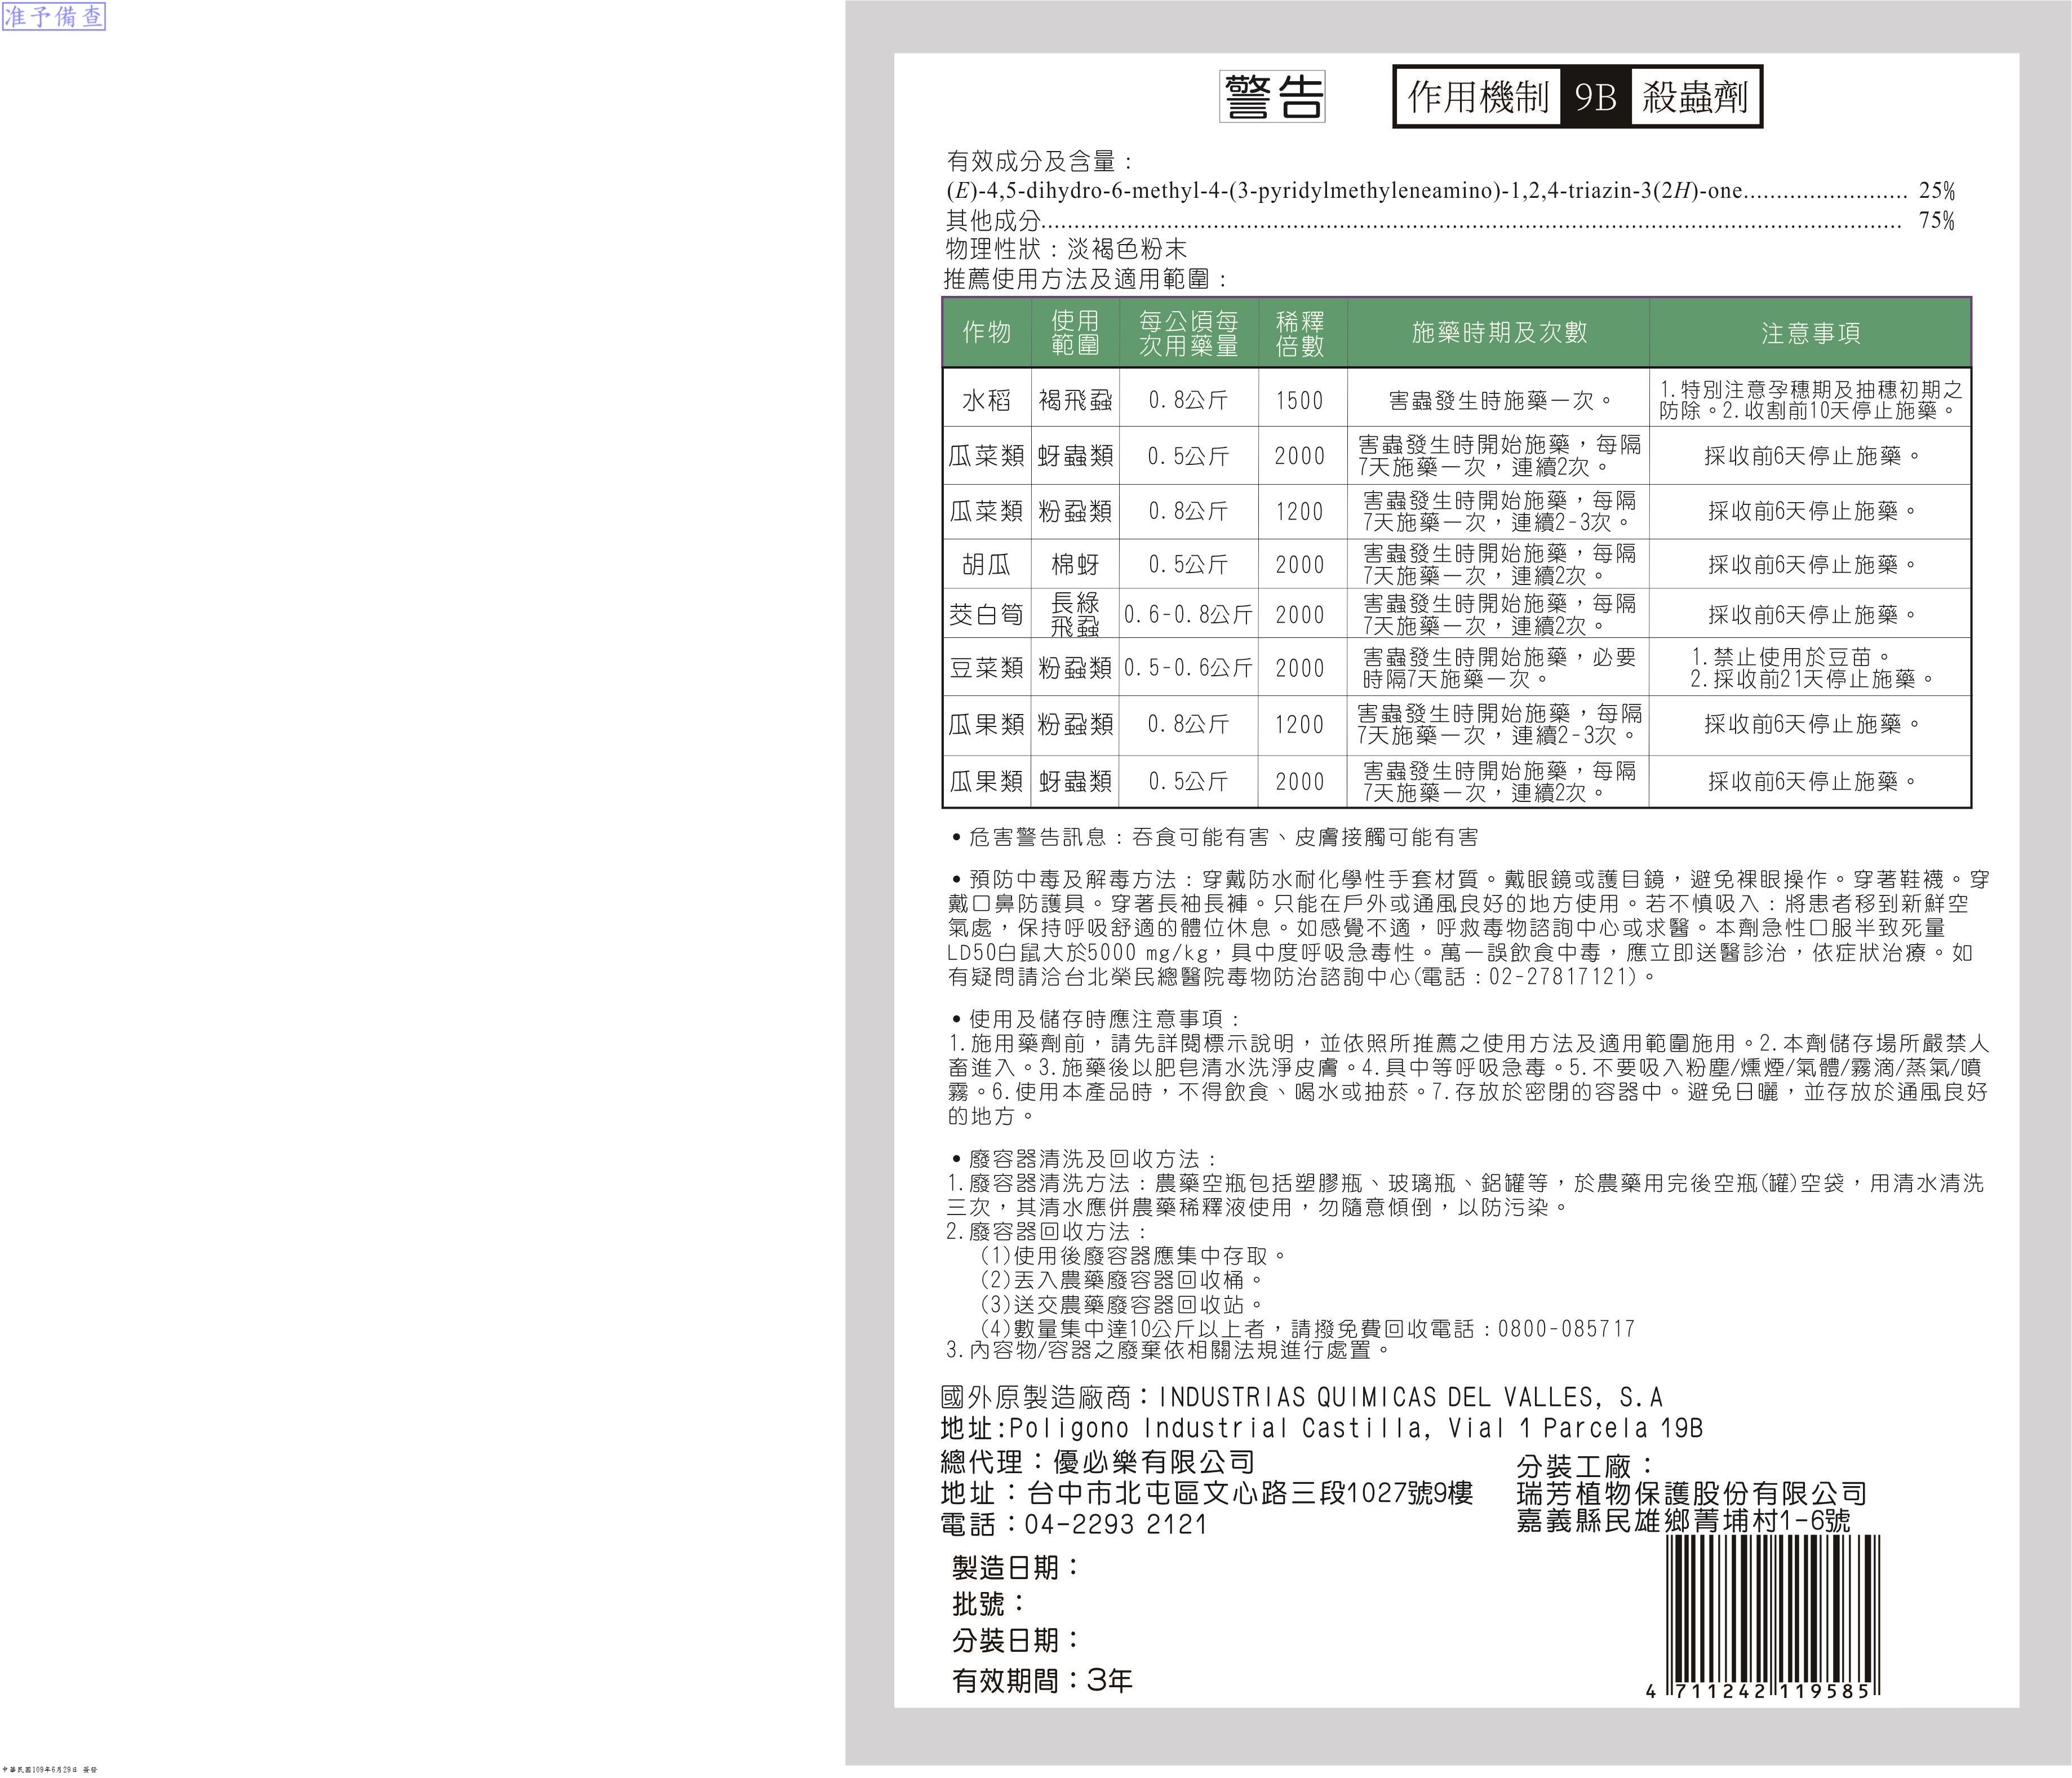 准予備查
警告
作用機制 9B 殺蟲劑
有效成分及含量：
(E)-4,5-dihydro-6-methyl-4-(3-pyridylmethyleneamino)-1,2,4-triazin-3(2H)-one......................... 25%
其他成分.................................................................................................................................. 75%
物理性狀：淡褐色粉末
推薦使用方法及適用範圍：
作物 使用範圍 每公頃每次用藥量 稀釋倍數 施藥時期及次數 注意事項
水稻 褐飛蝨 0.8公斤 1500 害蟲發生時施藥一次。 1.特別注意孕穗期及抽穗初期之防除。2.收割前10天停止施藥。
瓜菜類 蚜蟲類 0.5公斤 2000 害蟲發生時開始施藥，每隔7天施藥一次，連續2次。 採收前6天停止施藥。
瓜菜類 粉蝨類 0.8公斤 1200 害蟲發生時開始施藥，每隔7天施藥一次，連續2-3次。 採收前6天停止施藥。
胡瓜 棉蚜 0.5公斤 2000 害蟲發生時開始施藥，每隔7天施藥一次，連續2次。 採收前6天停止施藥。
茭白筍 長綠飛蝨 0.6-0.8公斤 2000 害蟲發生時開始施藥，每隔7天施藥一次，連續2次。 採收前6天停止施藥。
豆菜類 粉蝨類 0.5-0.6公斤 2000 害蟲發生時開始施藥，必要時隔7天施藥一次。 1.禁止使用於豆苗。2.採收前21天停止施藥。
瓜果類 粉蝨類 0.8公斤 1200 害蟲發生時開始施藥，每隔7天施藥一次，連續2-3次。 採收前6天停止施藥。
瓜果類 蚜蟲類 0.5公斤 2000 害蟲發生時開始施藥，每隔7天施藥一次，連續2次。 採收前6天停止施藥。
•危害警告訊息：吞食可能有害、皮膚接觸可能有害
•預防中毒及解毒方法：穿戴防水耐化學性手套材質。戴眼鏡或護目鏡，避免裸眼操作。穿著鞋襪。穿
戴口鼻防護具。穿著長袖長褲。只能在戶外或通風良好的地方使用。若不慎吸入：將患者移到新鮮空
氣處，保持呼吸舒適的體位休息。如感覺不適，呼救毒物諮詢中心或求醫。本劑急性口服半致死量
LD50白鼠大於5000 mg/kg，具中度呼吸急毒性。萬一誤飲食中毒，應立即送醫診治，依症狀治療。如
有疑問請洽台北榮民總醫院毒物防治諮詢中心(電話：02-27817121)。
•使用及儲存時應注意事項：
1.施用藥劑前，請先詳閱標示說明，並依照所推薦之使用方法及適用範圍施用。2.本劑儲存場所嚴禁人
畜進入。3.施藥後以肥皂清水洗淨皮膚。4.具中等呼吸急毒。5.不要吸入粉塵/燻煙/氣體/霧滴/蒸氣/噴
霧。6.使用本產品時，不得飲食、喝水或抽菸。7.存放於密閉的容器中。避免日曬，並存放於通風良好
的地方。
•廢容器清洗及回收方法：
1.廢容器清洗方法：農藥空瓶包括塑膠瓶、玻璃瓶、鋁罐等，於農藥用完後空瓶(罐)空袋，用清水清洗
三次，其清水應併農藥稀釋液使用，勿隨意傾倒，以防污染。
2.廢容器回收方法：
(1)使用後廢容器應集中存取。
(2)丟入農藥廢容器回收桶。
(3)送交農藥廢容器回收站。
(4)數量集中達10公斤以上者，請撥免費回收電話：0800-085717
3.內容物/容器之廢棄依相關法規進行處置。
國外原製造廠商：INDUSTRIAS QUIMICAS DEL VALLES, S.A
地址:Poligono Industrial Castilla, Vial 1 Parcela 19B
總代理：優必樂有限公司
地址：台中市北屯區文心路三段1027號9樓
電話：04-2293 2121
分裝工廠：
瑞芳植物保護股份有限公司
嘉義縣民雄鄉菁埔村1-6號
製造日期：
批號：
分裝日期：
有效期間：3年
4 711242 119585
中華民國109年6月29日 簽發